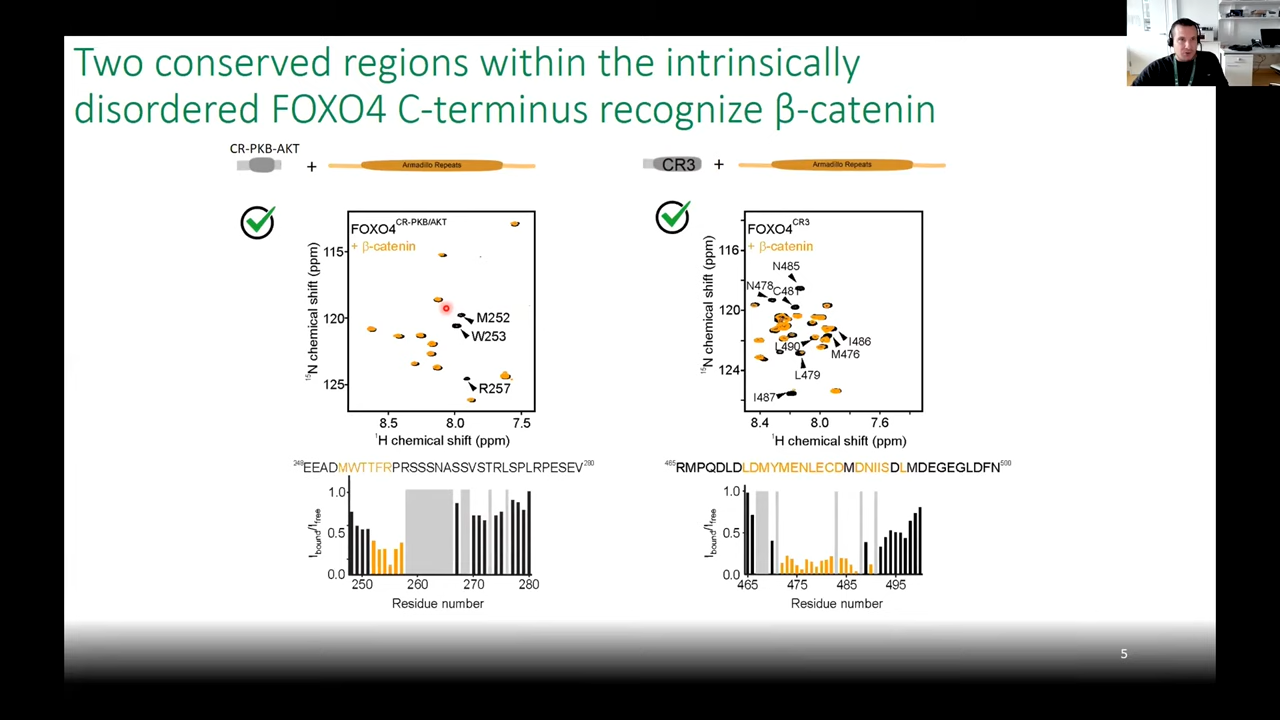 Two conserved regions within the intrinsically
disordered FOXO4 C-terminus recognize β-catenin
CR-PKB-AKT
+
Armadillo Repeats
CR3
+
Armadillo Repeats
FOXO4CR-PKB/AKT
+ β-catenin
115
120
125
15N chemical shift (ppm)
M252
W253
R257
8.5 8.0 7.5
1H chemical shift (ppm)
FOXO4CR3
+ β-catenin
116
120
124
15N chemical shift (ppm)
N485
N478
C481
L490
I486
M476
L479
I487
8.4 8.0 7.6
1H chemical shift (ppm)
248EEADMWTTFRPRSSSNASSVSTRLSPLRPESEV280
1.0
0.5
0.0
Ibound/Ifree
250 260 270 280
Residue number
465RMPQDLDLDMYMENLECDMDNIISDLMDEGEGLDFN500
1.0
0.5
0.0
Ibound/Ifree
465 475 485 495
Residue number
5